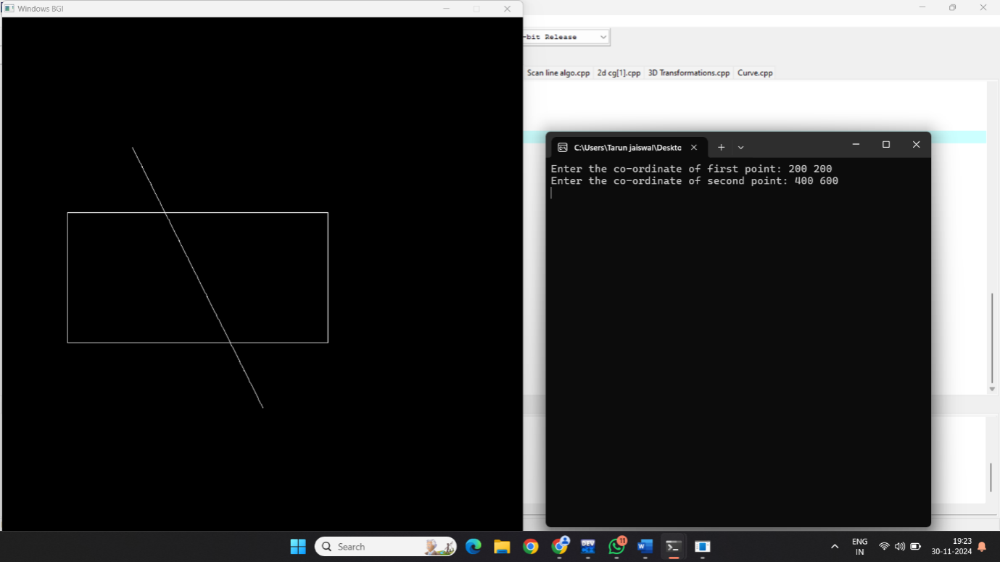 Windows BGI
-bit Release
Scan line algo.cpp 2d cg[1].cpp 3D Transformations.cpp Curve.cpp
C:\Users\Tarun jaiswal\Deskto
Enter the co-ordinate of first point: 200 200
Enter the co-ordinate of second point: 400 600
Search
DEV
11
W
ENG
IN
19:23
30-11-2024